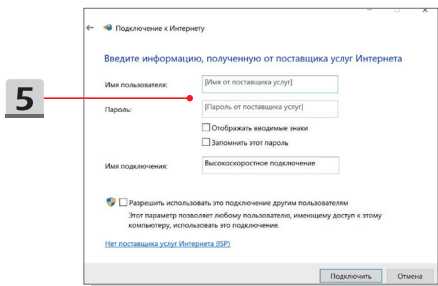 Подключение к Интернету
Введите информацию, полученную от поставщика услуг Интернета
5
Имя пользователя:
[Имя от поставщика услуг]
Пароль:
[Пароль от поставщика услуг]
Отображать вводимые знаки
Запомнить этот пароль
Имя подключения:
Высокоскоростное подключение
Разрешить использовать это подключение другим пользователям
Этот параметр позволяет любому пользователю, имеющему доступ к этому
компьютеру, использовать это подключение.
Нет поставщика услуг Интернета (ISP)
Подключить
Отмена